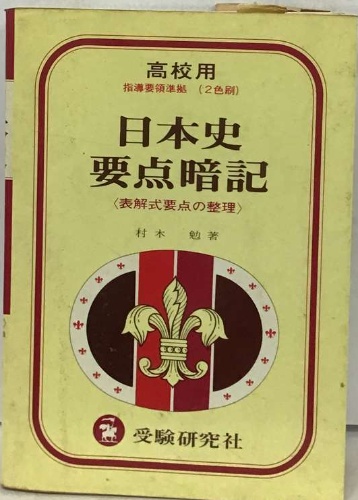 高校用
指導要領準拠 (2色刷)
日本史
要点暗記
〈表解式要点の整理〉
村木 勉著
受験研究社